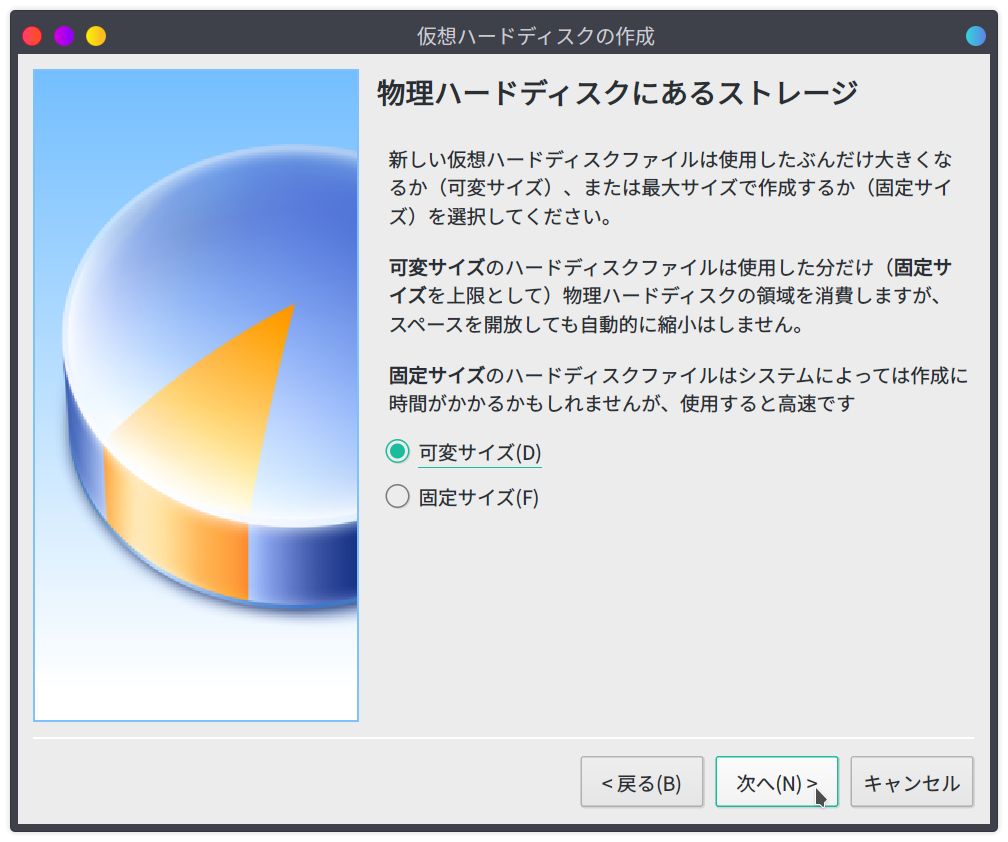 仮想ハードディスクの作成
物理ハードディスクにあるストレージ
新しい仮想ハードディスクファイルは使用したぶんだけ大きくな
るか（可変サイズ）、または最大サイズで作成するか（固定サイ
ズ）を選択してください。
可変サイズのハードディスクファイルは使用した分だけ（固定サ
イズを上限として）物理ハードディスクの領域を消費しますが、
スペースを開放しても自動的に縮小はしません。
固定サイズのハードディスクファイルはシステムによっては作成に
時間がかかるかもしれませんが、使用すると高速です
可変サイズ(D)
固定サイズ(F)
< 戻る(B)
次へ(N) >
キャンセル